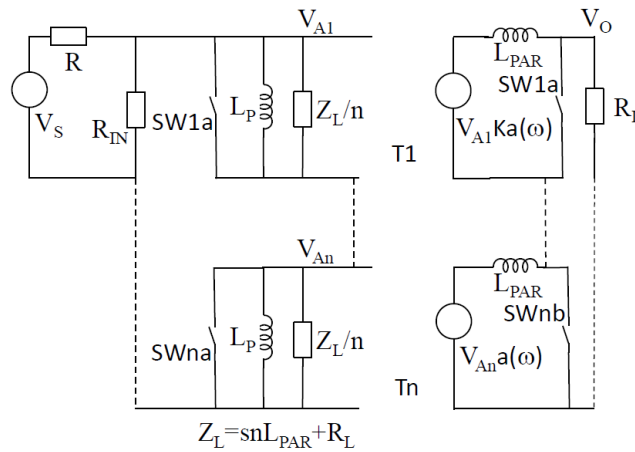 V_A1
V_O
R
L_PAR
V_S
R_IN
SW1a
L_P
Z_L/n
SW1a
V_A1Ka(ω)
T1
V_An
L_PAR
SWna
L_P
Z_L/n
SWnb
V_Ana(ω)
Tn
Z_L=snL_PAR+R_L